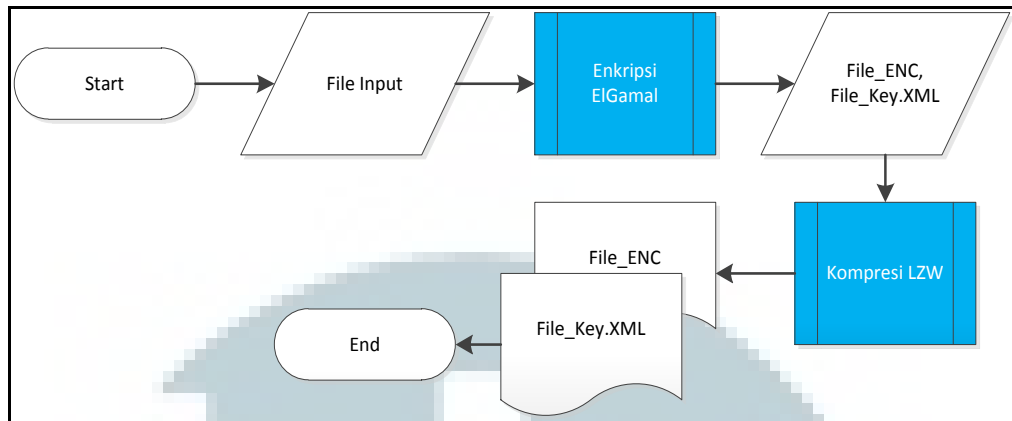 Start
File Input
Enkripsi
ElGamal
File_ENC,
File_Key.XML
Kompresi LZW
File_ENC
File_Key.XML
End